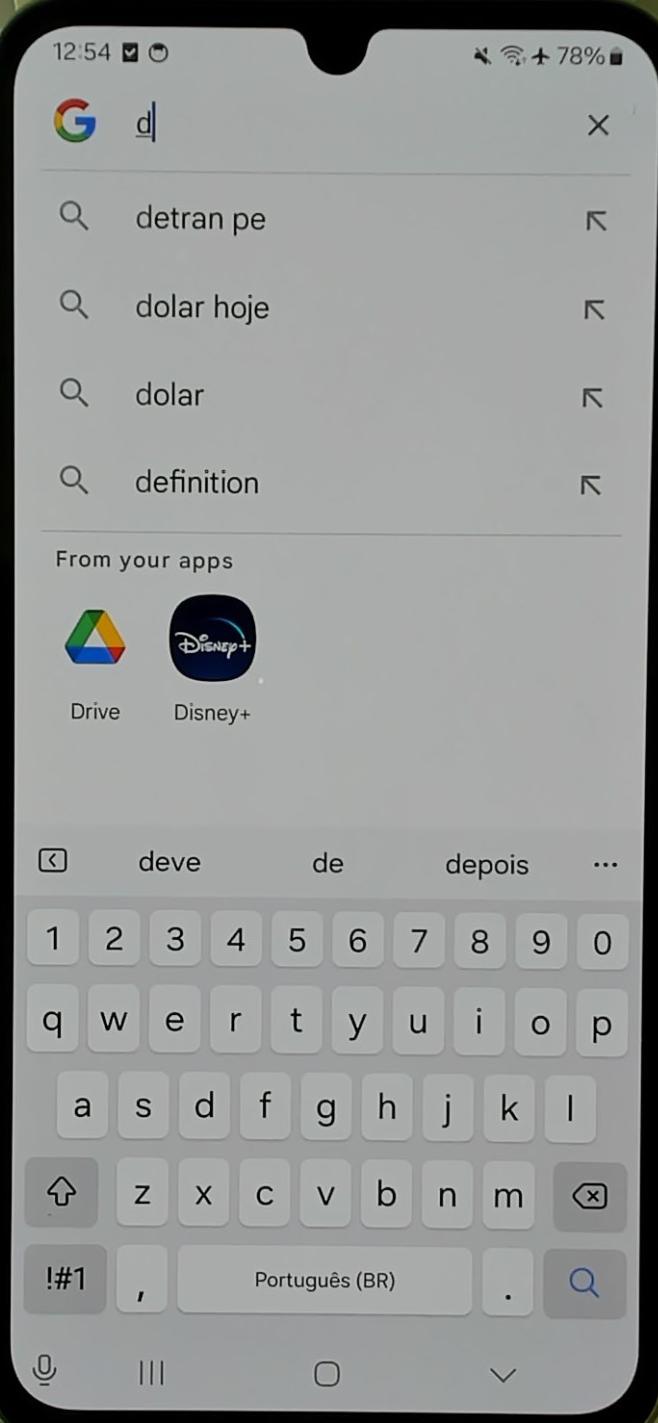 12:54 78%
d
detran pe
dolar hoje
dolar
definition
From your apps
Disney+
Drive Disney+
deve de depois
1 2 3 4 5 6 7 8 9 0
q w e r t y u i o p
a s d f g h j k l
z x c v b n m
!#1 , Português (BR) .